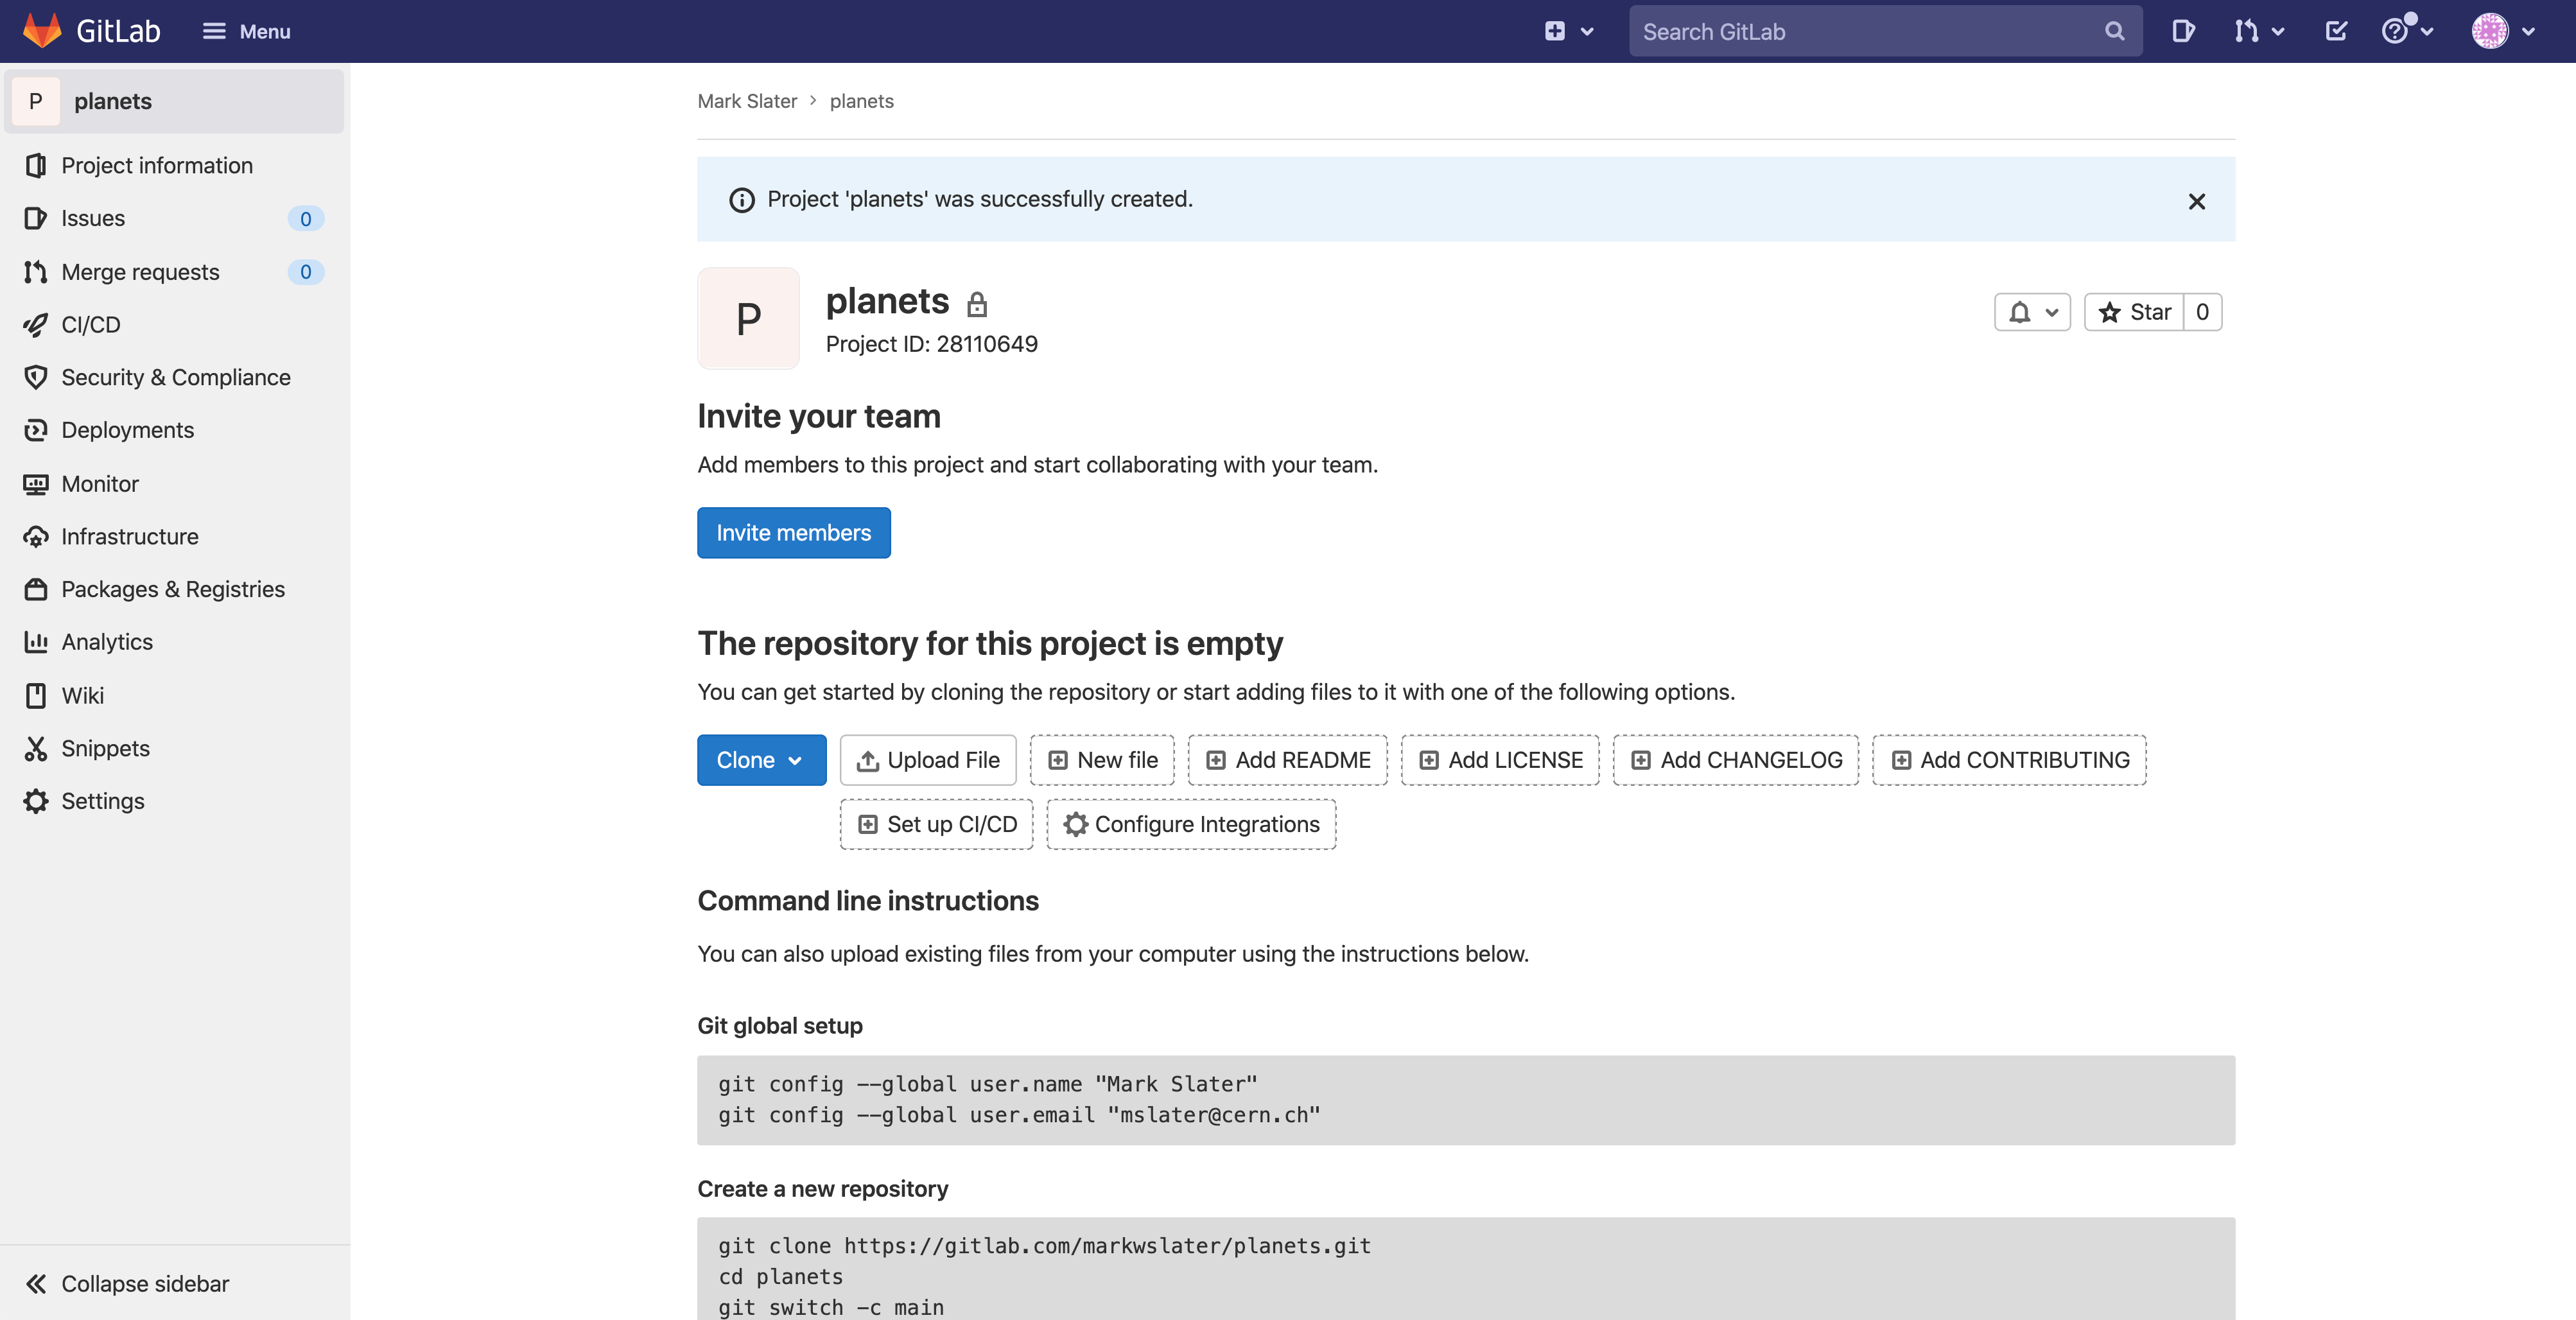 GitLab
Menu
Search GitLab
P planets
Project information
Issues 0
Merge requests 0
CI/CD
Security & Compliance
Deployments
Monitor
Infrastructure
Packages & Registries
Analytics
Wiki
Snippets
Settings
Collapse sidebar
Mark Slater > planets
Project 'planets' was successfully created.
P
planets
Project ID: 28110649
Star 0
Invite your team
Add members to this project and start collaborating with your team.
Invite members
The repository for this project is empty
You can get started by cloning the repository or start adding files to it with one of the following options.
Clone Upload File New file Add README Add LICENSE Add CHANGELOG Add CONTRIBUTING
Set up CI/CD Configure Integrations
Command line instructions
You can also upload existing files from your computer using the instructions below.
Git global setup
git config --global user.name "Mark Slater"
git config --global user.email "mslater@cern.ch"
Create a new repository
git clone https://gitlab.com/markwslater/planets.git
cd planets
git switch -c main